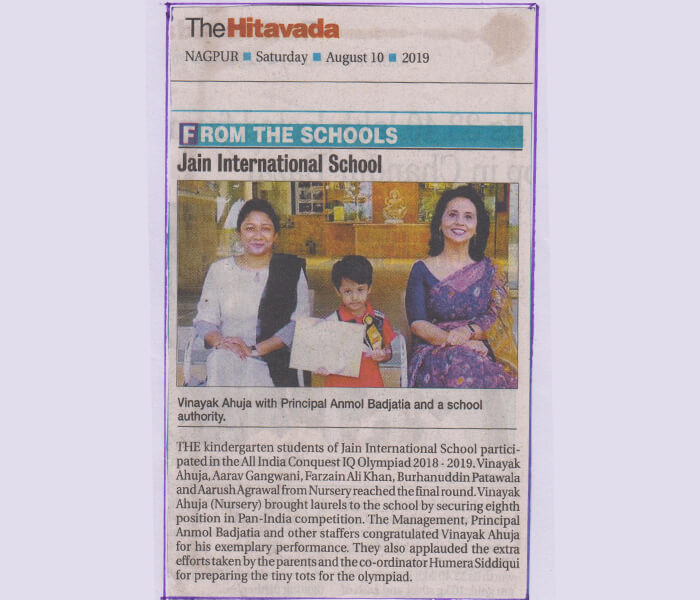 The Hitavada
NAGPUR ■ Saturday ■ August 10 ■ 2019
FROM THE SCHOOLS
Jain International School
Vinayak Ahuja with Principal Anmol Badjatia and a school
authority.
THE kindergarten students of Jain International School partici-
pated in the All India Conquest IQ Olympiad 2018 - 2019. Vinayak
Ahuja, Aarav Gangwani, Farzain Ali Khan, Burhanuddin Patawala
and Aarush Agrawal from Nursery reached the final round. Vinayak
Ahuja (Nursery) brought laurels to the school by securing eighth
position in Pan-India competition. The Management, Principal
Anmol Badjatia and other staffers congratulated Vinayak Ahuja
for his exemplary performance. They also applauded the extra
efforts taken by the parents and the co-ordinator Humera Siddiqui
for preparing the tiny tots for the olympiad.